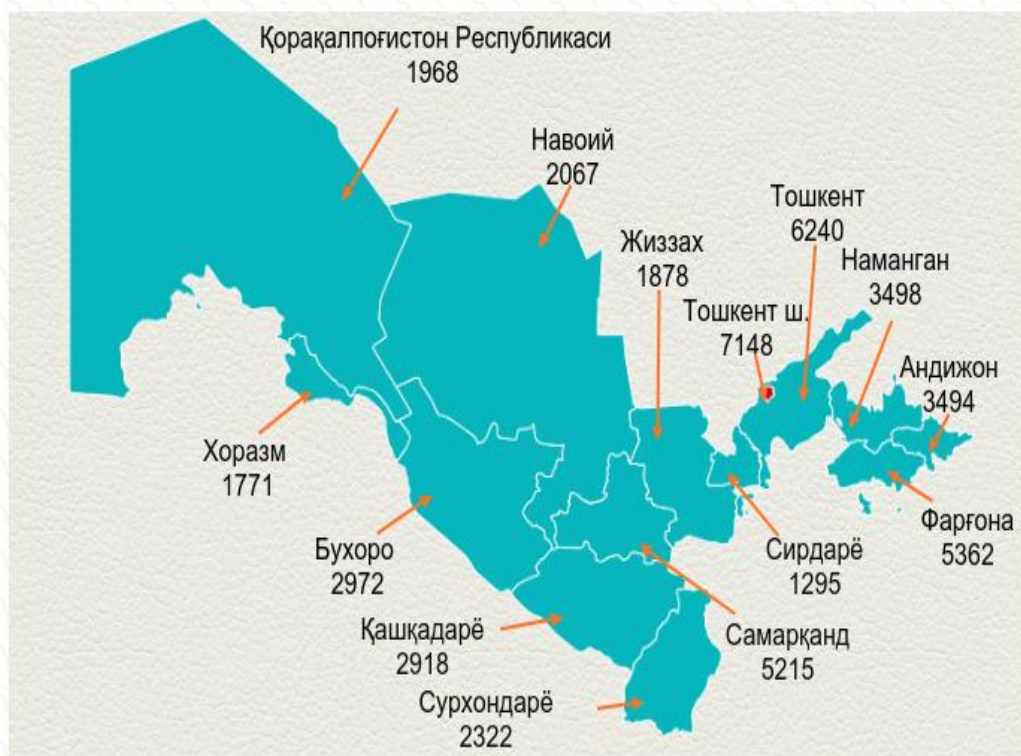 Қорақалпоғистон Республикаси
1968
Навоий
2067
Тошкент
6240
Жиззах
1878
Наманган
3498
Тошкент ш.
7148
Андижон
3494
Хоразм
1771
Фарғона
5362
Бухоро
2972
Сирдарё
1295
Қашқадарё
2918
Самарқанд
5215
Сурхондарё
2322